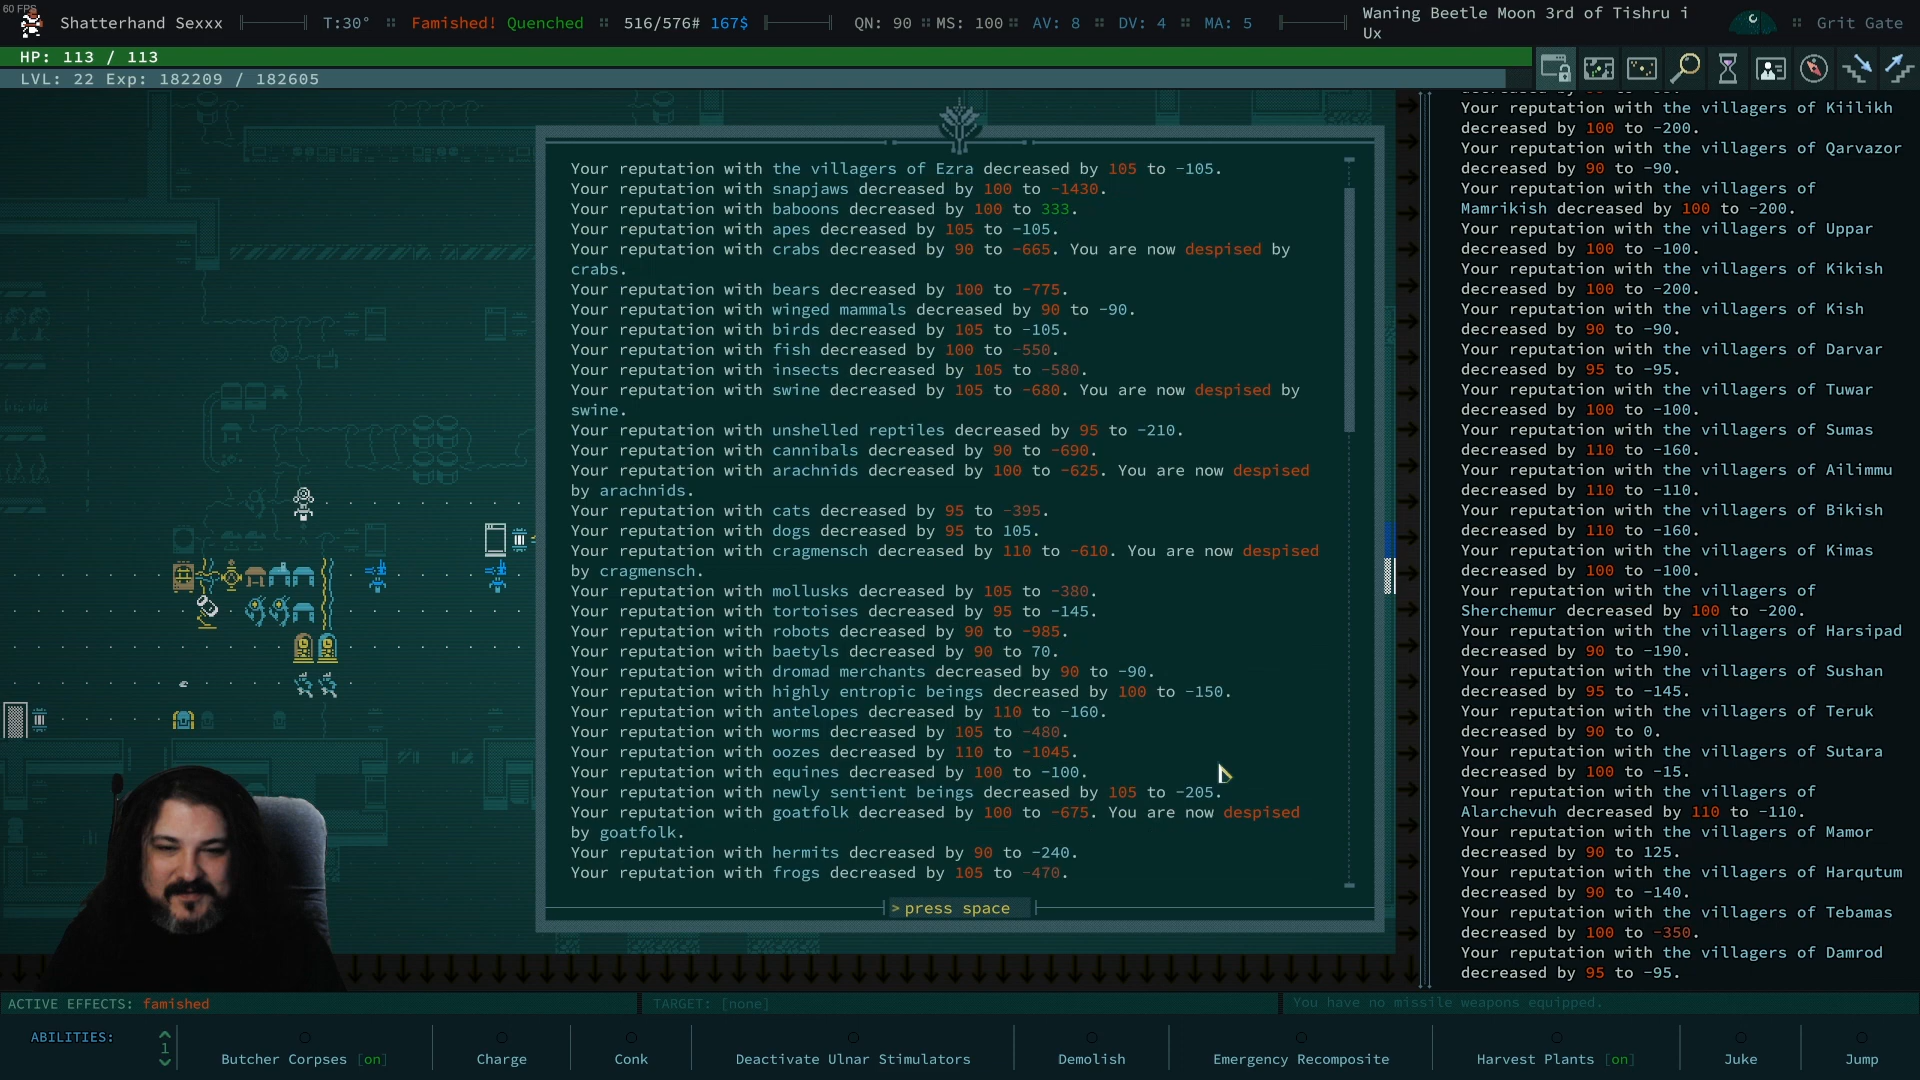 60 FPS
Shatterhand Sexxx
T:30° :: Famished! Quenched :: 516/576# 167$
QN: 90 :: MS: 100 :: AV: 8 :: DV: 4 :: MA: 5
Waning Beetle Moon 3rd of Tishru i
Ux
:: Grit Gate
HP: 113 / 113
LVL: 22 Exp: 182209 / 182605
Your reputation with the villagers of Ezra decreased by 105 to -105.
Your reputation with snapjaws decreased by 100 to -1430.
Your reputation with baboons decreased by 100 to 333.
Your reputation with apes decreased by 105 to -105.
Your reputation with crabs decreased by 90 to -665. You are now despised by
crabs.
Your reputation with bears decreased by 100 to -775.
Your reputation with winged mammals decreased by 90 to -90.
Your reputation with birds decreased by 105 to -105.
Your reputation with fish decreased by 100 to -550.
Your reputation with insects decreased by 105 to -580.
Your reputation with swine decreased by 105 to -680. You are now despised by
swine.
Your reputation with unshelled reptiles decreased by 95 to -210.
Your reputation with cannibals decreased by 90 to -690.
Your reputation with arachnids decreased by 100 to -625. You are now despised
by arachnids.
Your reputation with cats decreased by 95 to -395.
Your reputation with dogs decreased by 95 to 105.
Your reputation with cragmensch decreased by 110 to -610. You are now despised
by cragmensch.
Your reputation with mollusks decreased by 105 to -380.
Your reputation with tortoises decreased by 95 to -145.
Your reputation with robots decreased by 90 to -985.
Your reputation with baetyls decreased by 90 to 70.
Your reputation with dromad merchants decreased by 90 to -90.
Your reputation with highly entropic beings decreased by 100 to -150.
Your reputation with antelopes decreased by 110 to -160.
Your reputation with worms decreased by 105 to -480.
Your reputation with oozes decreased by 110 to -1045.
Your reputation with equines decreased by 100 to -100.
Your reputation with newly sentient beings decreased by 105 to -205.
Your reputation with goatfolk decreased by 100 to -675. You are now despised
by goatfolk.
Your reputation with hermits decreased by 90 to -240.
Your reputation with frogs decreased by 105 to -470.
> press space
Your reputation with the villagers of Kiilikh
decreased by 100 to -200.
Your reputation with the villagers of Qarvazor
decreased by 90 to -90.
Your reputation with the villagers of
Mamrikish decreased by 100 to -200.
Your reputation with the villagers of Uppar
decreased by 100 to -100.
Your reputation with the villagers of Kikish
decreased by 100 to -200.
Your reputation with the villagers of Kish
decreased by 90 to -90.
Your reputation with the villagers of Darvar
decreased by 95 to -95.
Your reputation with the villagers of Tuwar
decreased by 100 to -100.
Your reputation with the villagers of Sumas
decreased by 110 to -160.
Your reputation with the villagers of Ailimmu
decreased by 110 to -110.
Your reputation with the villagers of Bikish
decreased by 110 to -160.
Your reputation with the villagers of Kimas
decreased by 100 to -100.
Your reputation with the villagers of
Sherchemur decreased by 100 to -200.
Your reputation with the villagers of Harsipad
decreased by 90 to -190.
Your reputation with the villagers of Sushan
decreased by 95 to -145.
Your reputation with the villagers of Teruk
decreased by 90 to 0.
Your reputation with the villagers of Sutara
decreased by 100 to -15.
Your reputation with the villagers of
Alarchevuh decreased by 110 to -110.
Your reputation with the villagers of Mamor
decreased by 90 to 125.
Your reputation with the villagers of Harqutum
decreased by 90 to -140.
Your reputation with the villagers of Tebamas
decreased by 100 to -350.
Your reputation with the villagers of Damrod
decreased by 95 to -95.
ACTIVE EFFECTS: famished
TARGET: [none]
You have no missile weapons equipped.
ABILITIES:
1
Butcher Corpses [on]
Charge
Conk
Deactivate Ulnar Stimulators
Demolish
Emergency Recomposite
Harvest Plants [on]
Juke
Jump